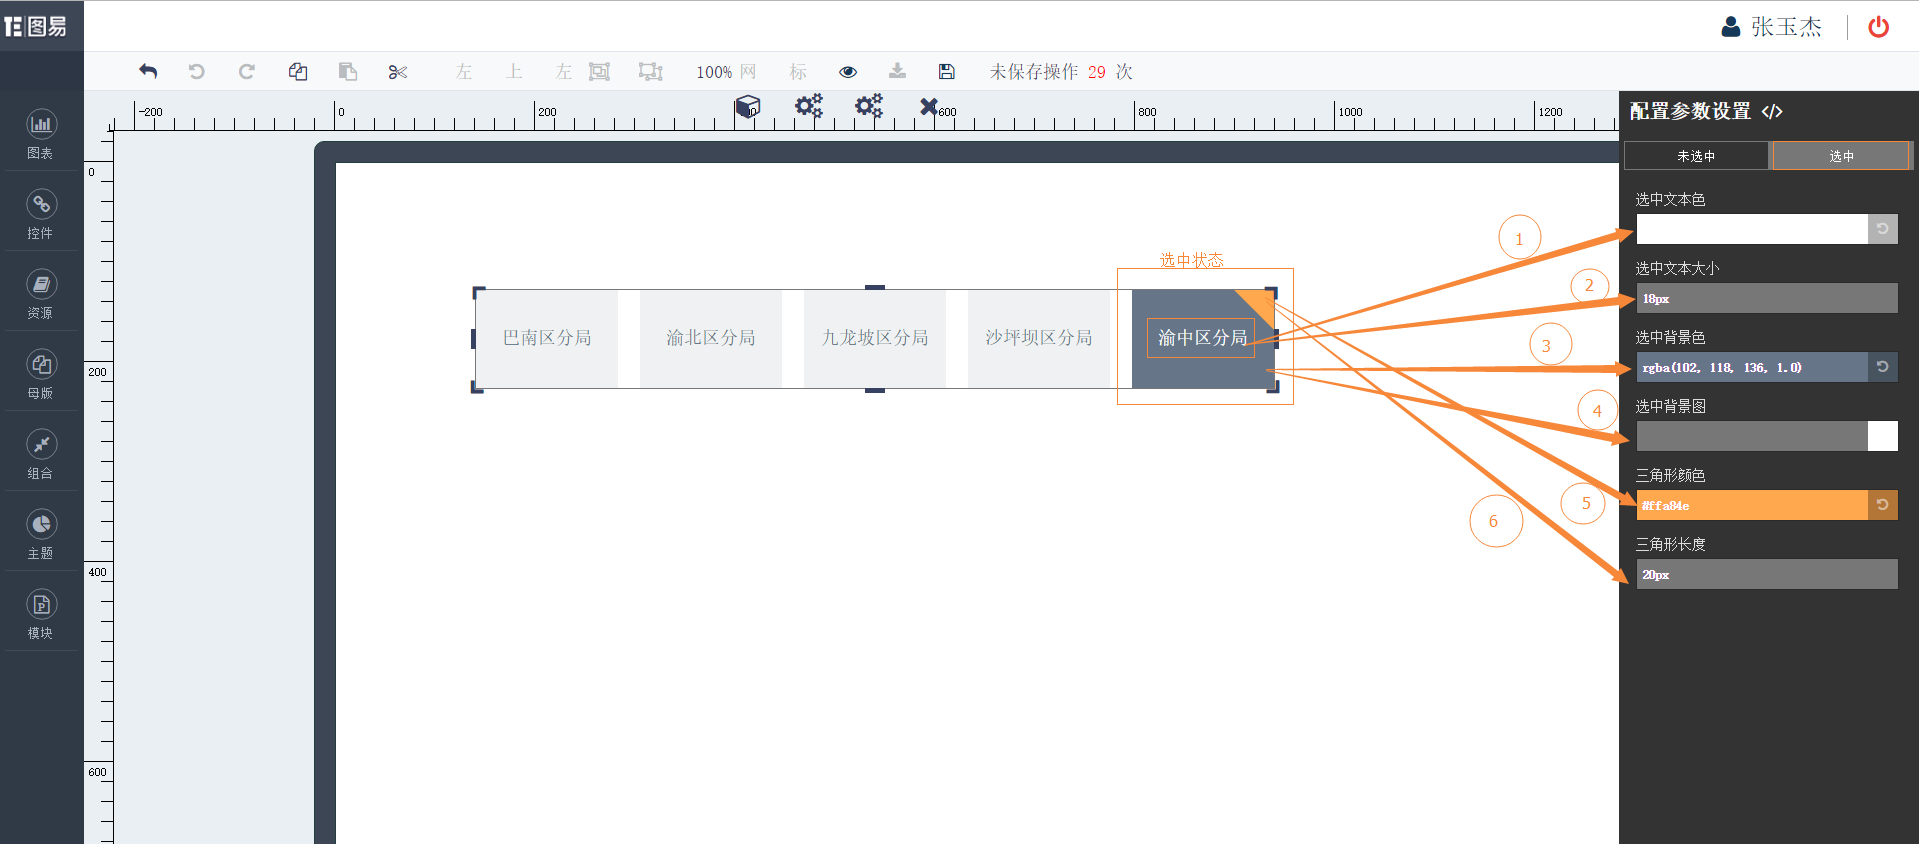 TE图易
张玉杰
左 上 左 100% 网 标 未保存操作 29 次
-200 0 200 600 800 1000 1200
配置参数设置 </>
未选中 选中
图表
控件
资源
母版
组合
主题
模块
0
200
400
600
选中状态
巴南区分局 渝北区分局 九龙坡区分局 沙坪坝区分局 渝中区分局
1
2
3
4
5
6
选中文本色
选中文本大小
18px
选中背景色
rgba(102, 118, 136, 1.0)
选中背景图
三角形颜色
#ffa84e
三角形长度
20px